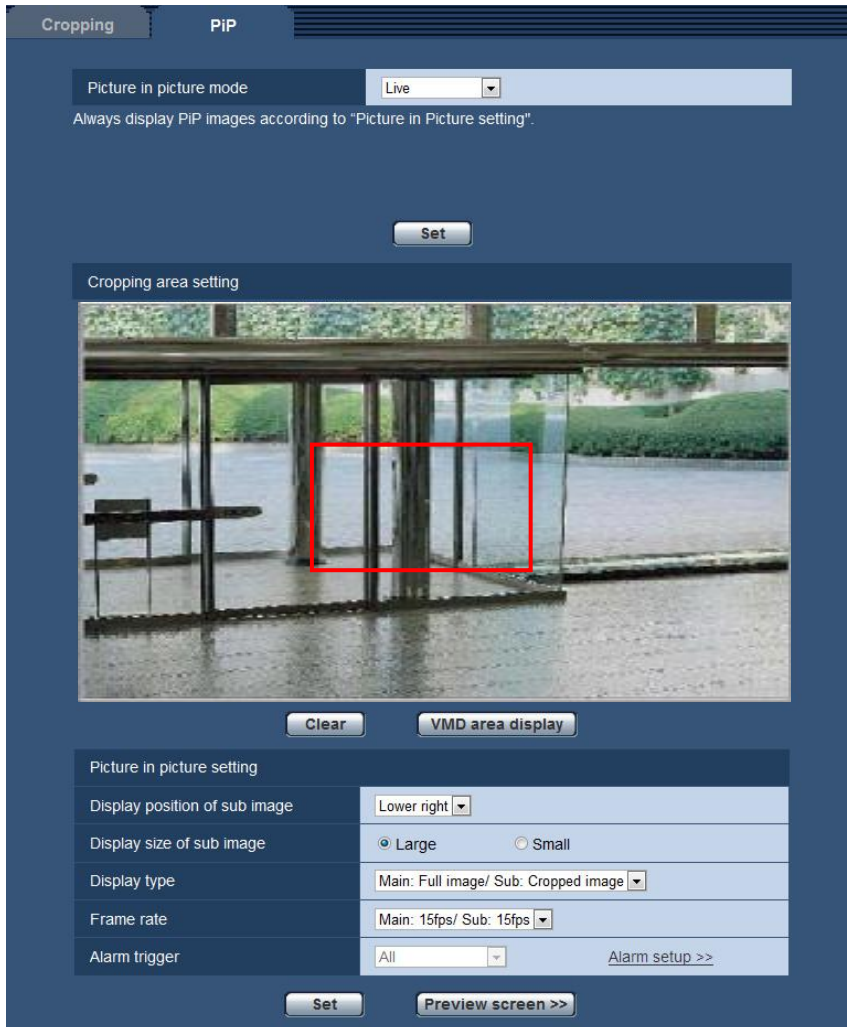 Cropping PiP
Picture in picture mode Live
Always display PiP images according to "Picture in Picture setting".
Set
Cropping area setting
Clear VMD area display
Picture in picture setting
Display position of sub image Lower right
Display size of sub image Large Small
Display type Main: Full image/ Sub: Cropped image
Frame rate Main: 15fps/ Sub: 15fps
Alarm trigger All Alarm setup >>
Set Preview screen >>